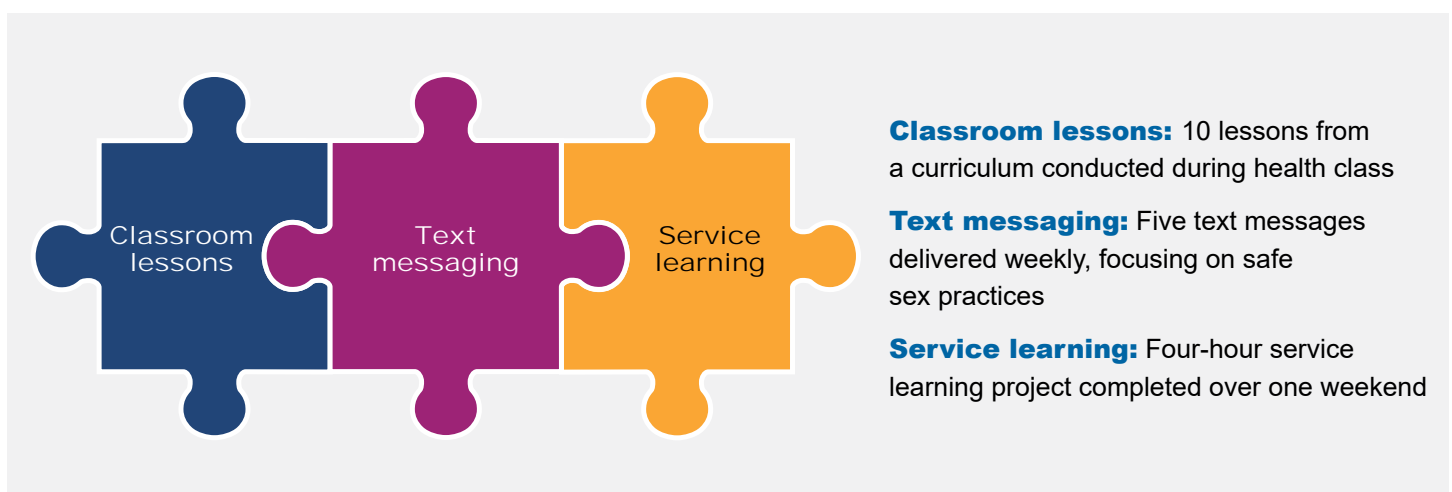 Classroom
lessons
Text
messaging
Service
learning
Classroom lessons: 10 lessons from
a curriculum conducted during health class
Text messaging: Five text messages
delivered weekly, focusing on safe
sex practices
Service learning: Four-hour service
learning project completed over one weekend